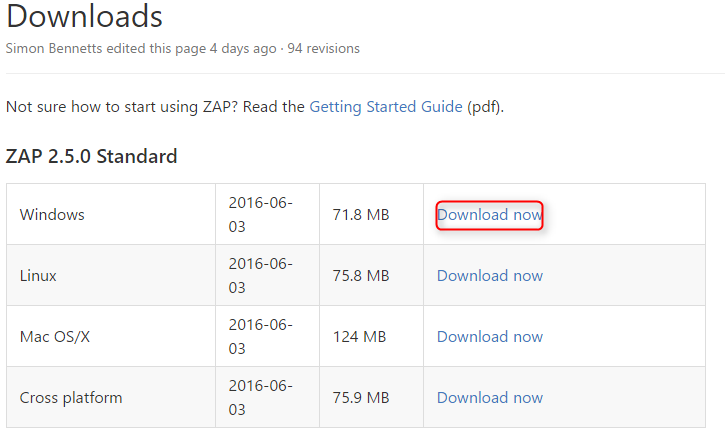 Downloads
Simon Bennetts edited this page 4 days ago · 94 revisions
Not sure how to start using ZAP? Read the Getting Started Guide (pdf).
ZAP 2.5.0 Standard
Windows 2016-06-03 71.8 MB Download now
Linux 2016-06-03 75.8 MB Download now
Mac OS/X 2016-06-03 124 MB Download now
Cross platform 2016-06-03 75.9 MB Download now